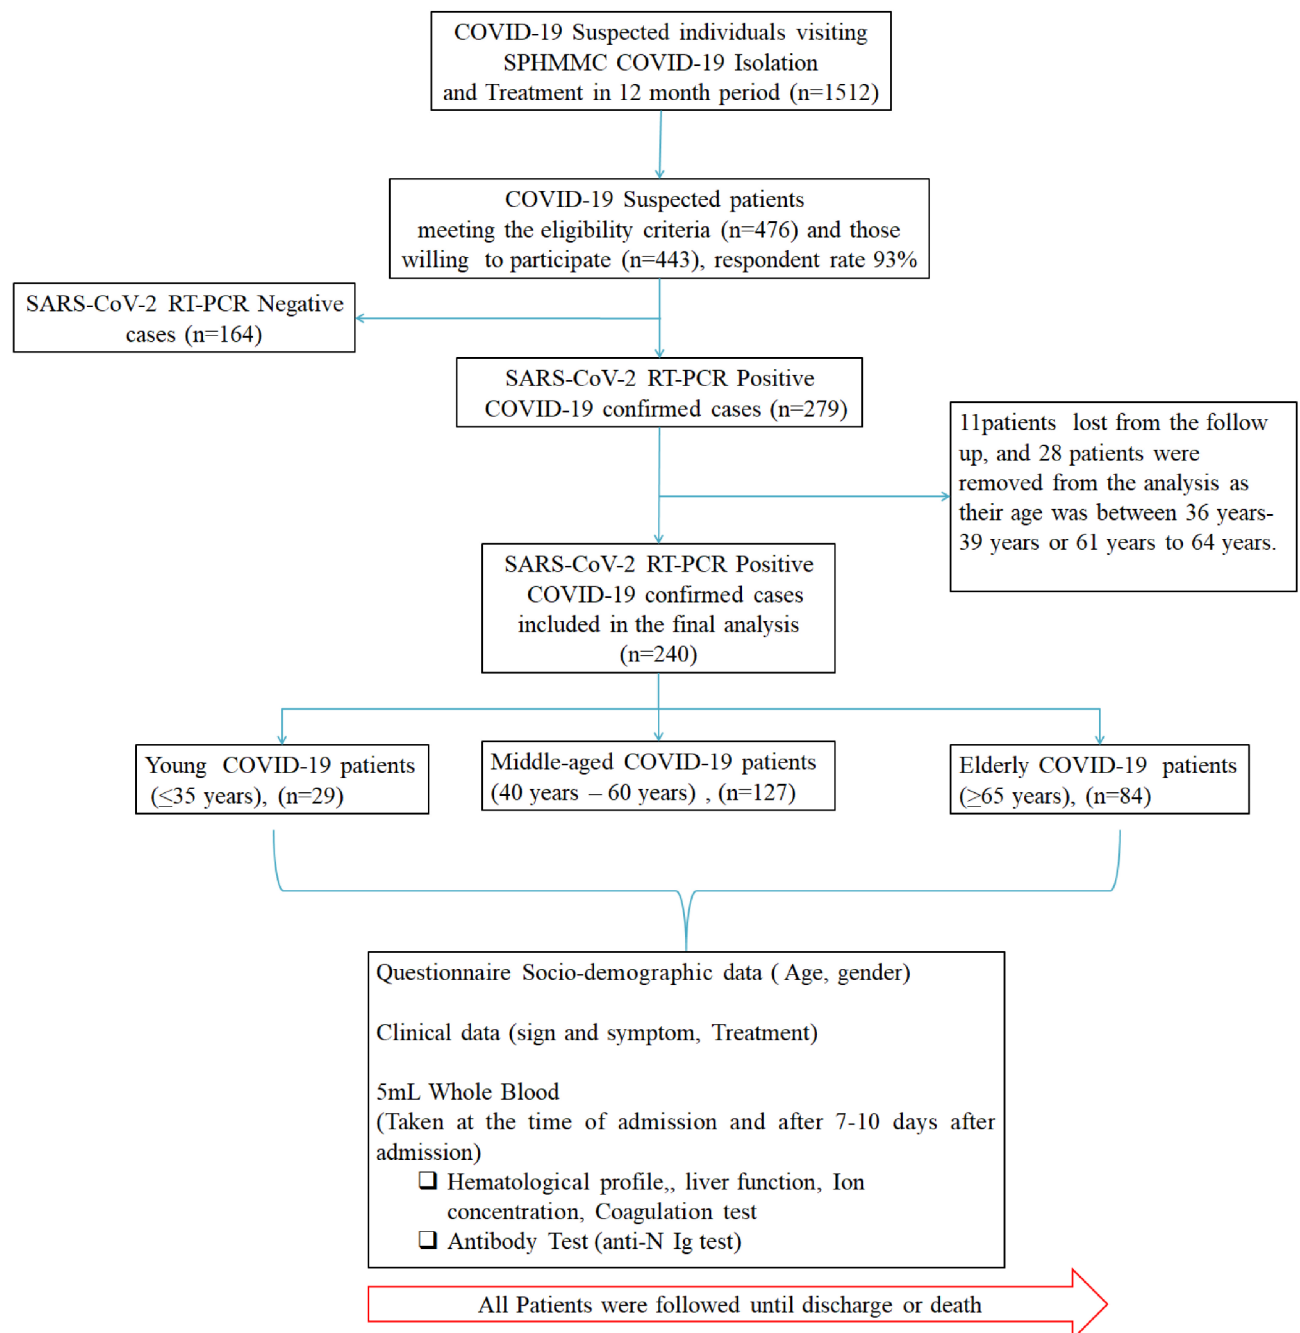 COVID-19 Suspected individuals visiting
SPHMMC COVID-19 Isolation
and Treatment in 12 month period (n=1512)
COVID-19 Suspected patients
meeting the eligibility criteria (n=476) and those
willing to participate (n=443), respondent rate 93%
SARS-CoV-2 RT-PCR Negative
cases (n=164)
SARS-CoV-2 RT-PCR Positive
COVID-19 confirmed cases (n=279)
11patients lost from the follow
up, and 28 patients were
removed from the analysis as
their age was between 36 years-
39 years or 61 years to 64 years.
SARS-CoV-2 RT-PCR Positive
COVID-19 confirmed cases
included in the final analysis
(n=240)
Young COVID-19 patients
(≤35 years), (n=29)
Middle-aged COVID-19 patients
(40 years – 60 years) , (n=127)
Elderly COVID-19 patients
(≥65 years), (n=84)
Questionnaire Socio-demographic data ( Age, gender)
Clinical data (sign and symptom, Treatment)
5mL Whole Blood
(Taken at the time of admission and after 7-10 days after
admission)
❑ Hematological profile,, liver function, Ion
concentration, Coagulation test
❑ Antibody Test (anti-N Ig test)
All Patients were followed until discharge or death